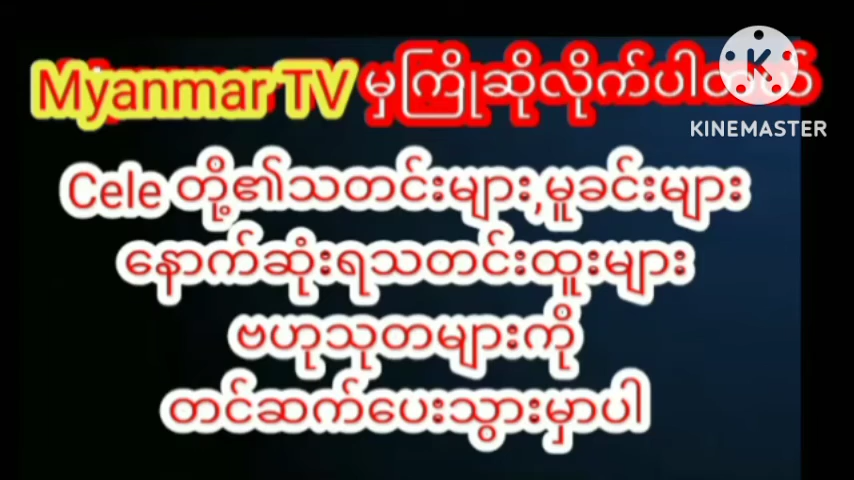 Myanmar TV မှကြိုဆိုလိုက်ပါတယ်
KINEMASTER
Cele တို့၏သတင်းများ,မူခင်းများ
နောက်ဆုံးရသတင်းထူးများ
ဗဟုသုတများကို
တင်ဆက်ပေးသွားမှာပါ